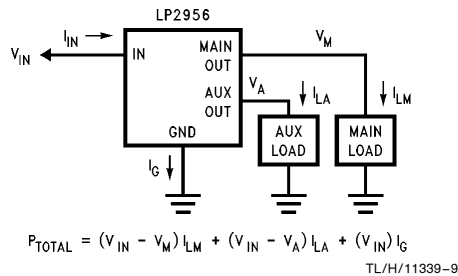 LP2956
I_IN
V_IN
IN
MAIN OUT
V_M
AUX OUT
V_A
I_LA
I_LM
GND
AUX LOAD
MAIN LOAD
I_G
P_TOTAL = (V_IN − V_M) I_LM + (V_IN − V_A) I_LA + (V_IN) I_G
TL/H/11339–9